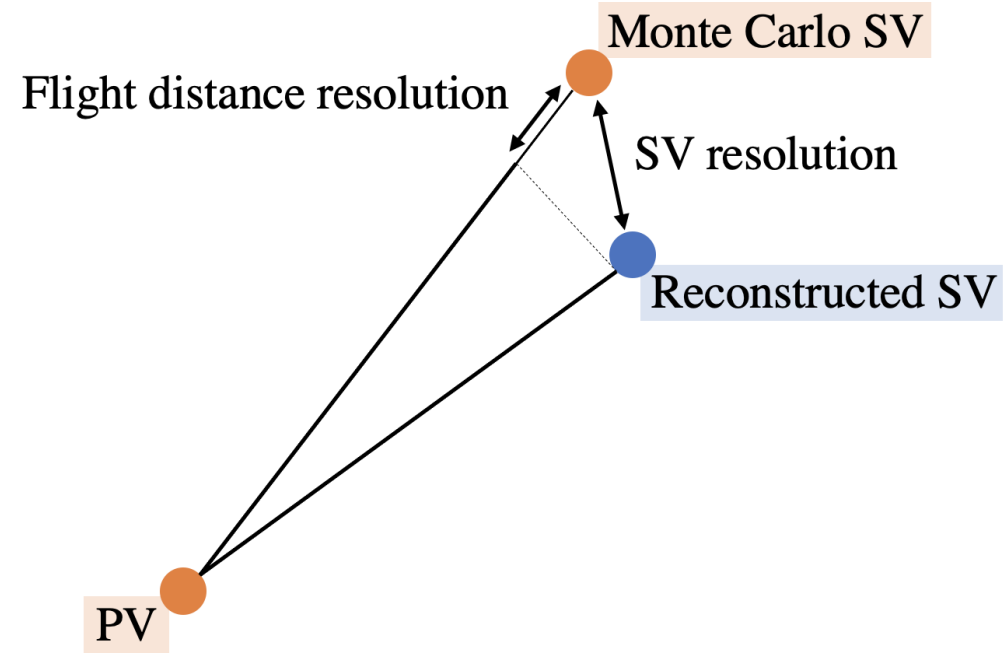 Monte Carlo SV
Flight distance resolution
SV resolution
Reconstructed SV
PV